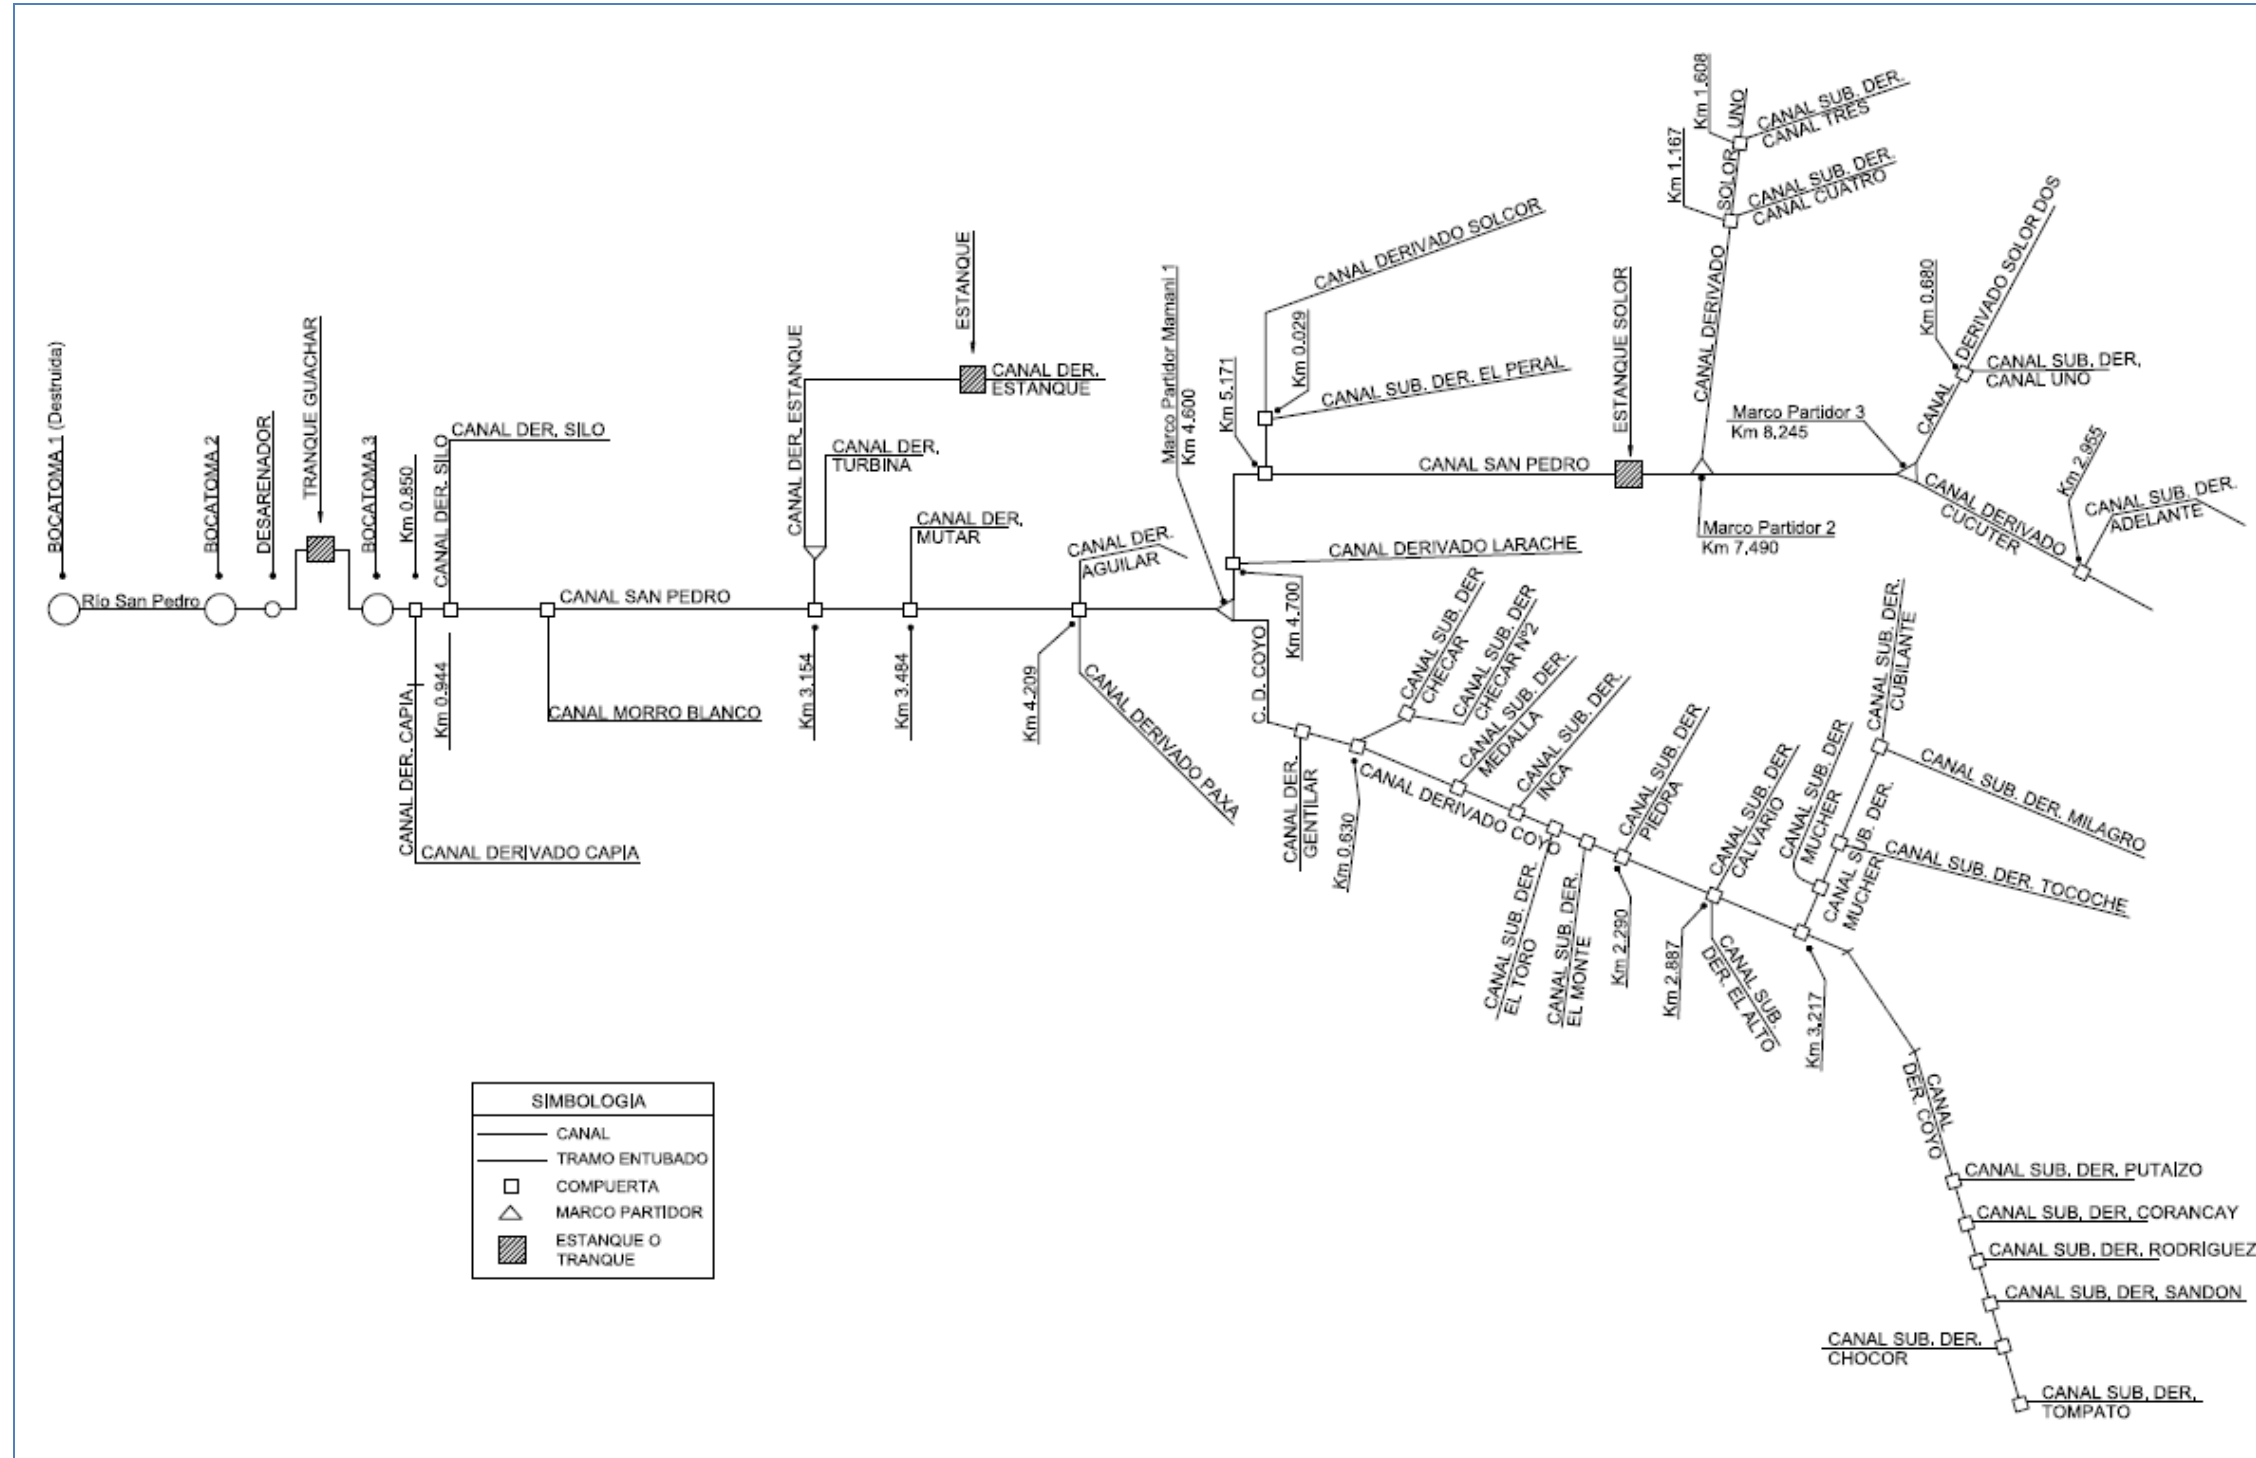 BOCATOMA 1 (Destruida)
Río San Pedro
BOCATOMA 2
DESARENADOR
TRANQUE GUACHAR
BOCATOMA 3
Km 0.850
CANAL DER. SILO
CANAL DER. SILO
Km 0.944
CANAL DER. CAPIA
CANAL DERIVADO CAPIA
CANAL SAN PEDRO
CANAL MORRO BLANCO
CANAL DER. ESTANQUE
ESTANQUE
CANAL DER.
ESTANQUE
CANAL DER.
TURBINA
Km 3.154
CANAL DER.
MUTAR
Km 3.484
CANAL DER.
AGUILAR
Km 4.209
CANAL DERIVADO PAXA
Marco Partidor Mamani 1
Km 4.600
Km 5.171
CANAL DERIVADO SOLCOR
Km 0.029
CANAL SUB. DER. EL PERAL
CANAL DERIVADO LARACHE
Km 4.700
CANAL SAN PEDRO
ESTANQUE SOLOR
CANAL DERIVADO SOLOR UNO
Km 1.608
CANAL SUB. DER.
CANAL TRES
Km 1.167
CANAL SUB. DER.
CANAL CUATRO
Marco Partidor 2
Km 7.490
Marco Partidor 3
Km 8.245
CANAL DERIVADO SOLOR DOS
Km 0.680
CANAL SUB. DER.
CANAL UNO
CANAL DERIVADO
CUCUTER
Km 2.955
CANAL SUB. DER.
ADELANTE
C. D. COYO
CANAL DER.
GENTILAR
Km 0.630
CANAL SUB. DER
CHECAR
CANAL SUB. DER
CHECAR Nº2
CANAL DERIVADO COYO
CANAL SUB. DER.
MEDALLA
CANAL SUB. DER.
INCA
CANAL SUB. DER.
EL TORO
CANAL SUB. DER.
EL MONTE
CANAL SUB. DER
PIEDRA
Km 2.290
CANAL SUB. DER
CALVARIO
Km 2.887
CANAL SUB.
DER. EL ALTO
CANAL SUB. DER
MUCHER
CANAL SUB. DER.
MUCHER
Km 3.217
CANAL SUB. DER.
CUBILANTE
CANAL SUB. DER. MILAGRO
CANAL SUB. DER. TOCOCHE
CANAL
DER. COYO
CANAL SUB. DER. PUTAIZO
CANAL SUB. DER. CORANCAY
CANAL SUB. DER. RODRÍGUEZ
CANAL SUB. DER. SANDON
CANAL SUB. DER.
CHOCOR
CANAL SUB. DER.
TOMPATO
SIMBOLOGIA
CANAL
TRAMO ENTUBADO
COMPUERTA
MARCO PARTIDOR
ESTANQUE O
TRANQUE